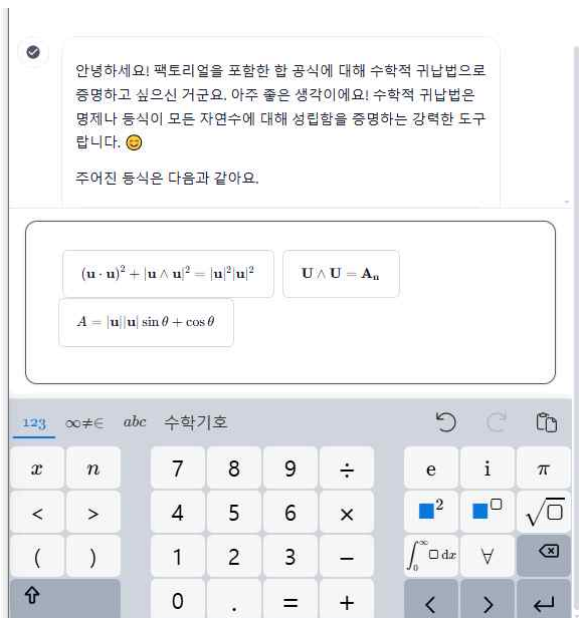 안녕하세요! 팩토리얼을 포함한 합 공식에 대해 수학적 귀납법으로
증명하고 싶으신 거군요. 아주 좋은 생각이에요! 수학적 귀납법은
명제나 등식이 모든 자연수에 대해 성립함을 증명하는 강력한 도구
랍니다. 😊
주어진 등식은 다음과 같아요.
(u · u)² + |u ∧ u|² = |u|²|u|² U ∧ U = Aₙ
A = |u||u| sin θ + cos θ
123 ∞≠∈ abc 수학기호
x n 7 8 9 ÷ e i π
< > 4 5 6 × ■² ■□ √□
( ) 1 2 3 − ∫₀^∞ □ dx ∀
0 . = +